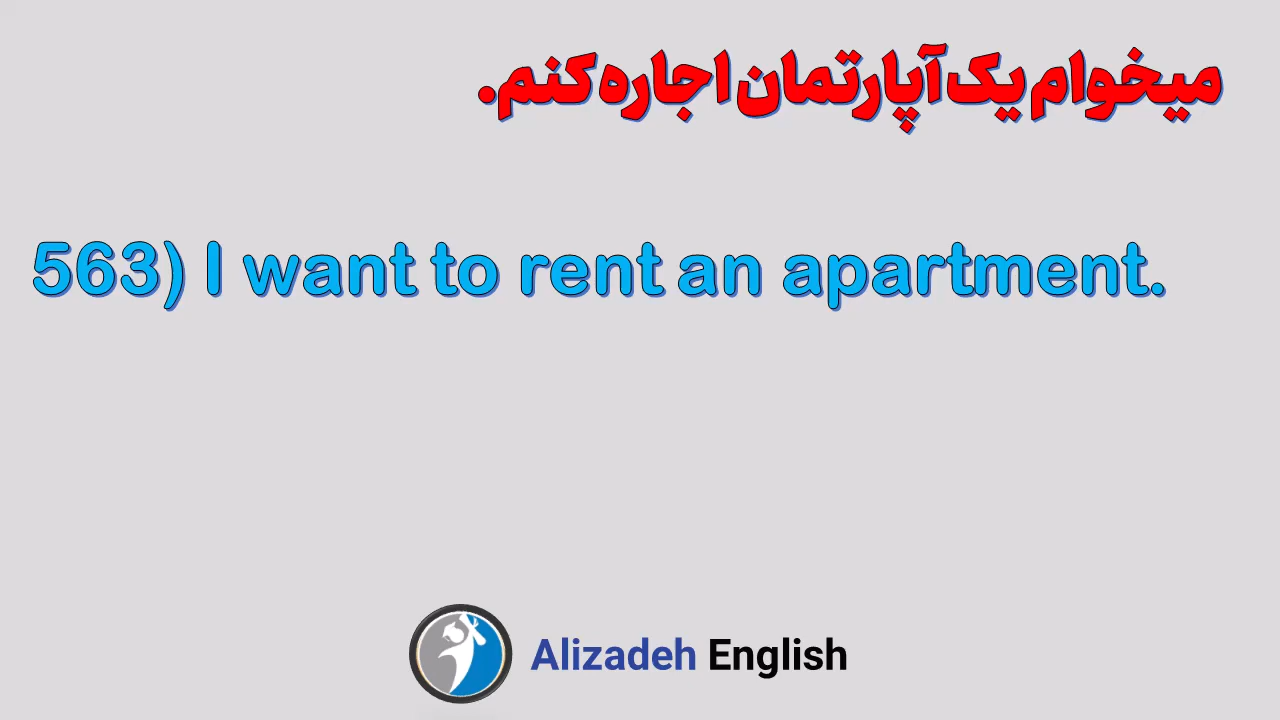 میخوام یک آپارتمان اجاره کنم.
563) I want to rent an apartment.
Alizadeh English